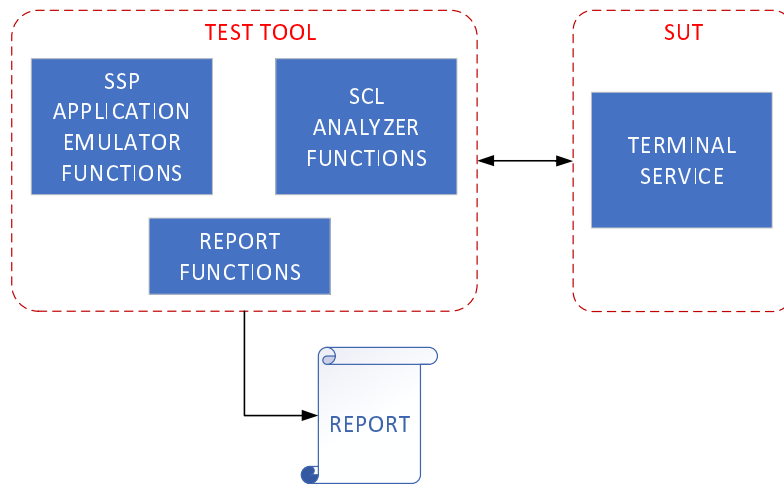 TEST TOOL
SSP
APPLICATION
EMULATOR
FUNCTIONS
SCL
ANALYZER
FUNCTIONS
REPORT
FUNCTIONS
SUT
TERMINAL
SERVICE
REPORT